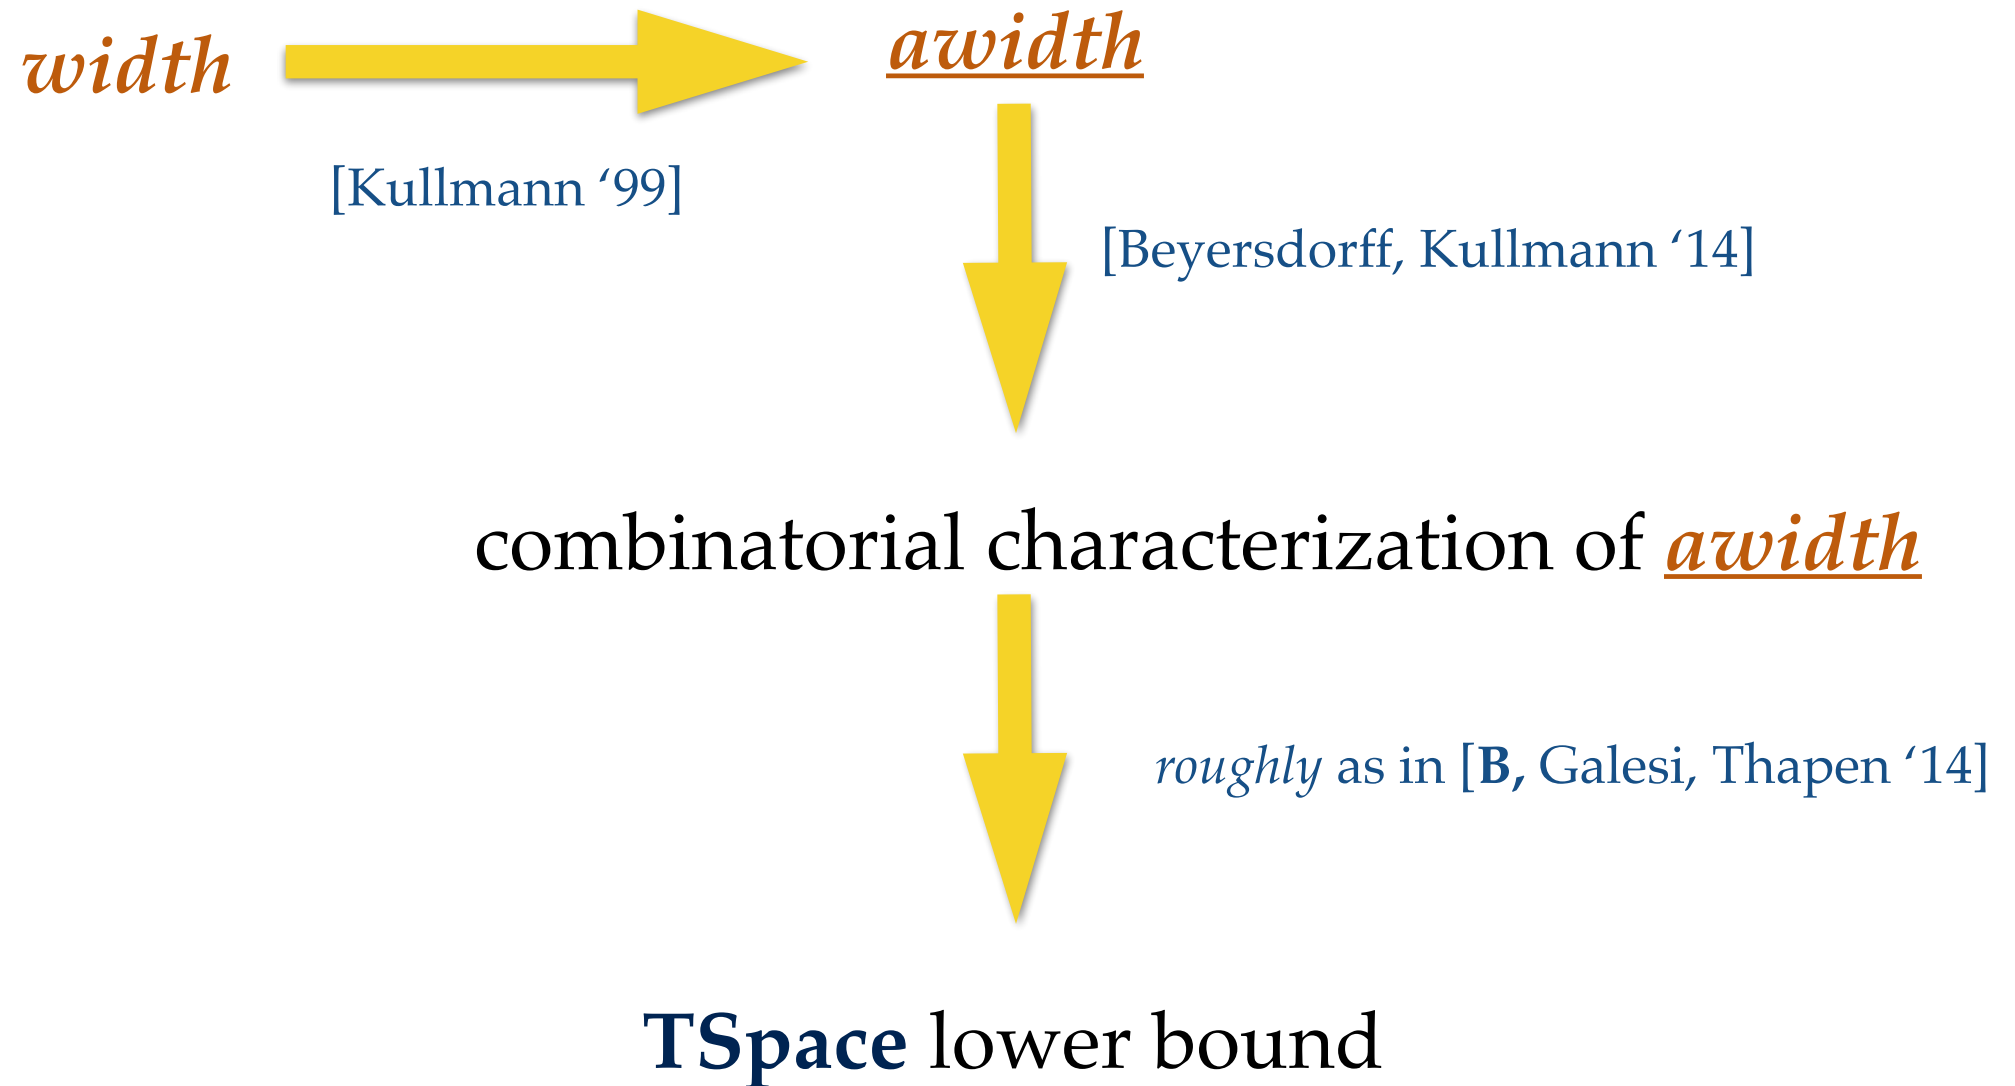 width
awidth
[Kullmann ‘99]
[Beyersdorff, Kullmann ‘14]
combinatorial characterization of awidth
roughly as in [B, Galesi, Thapen ‘14]
TSpace lower bound